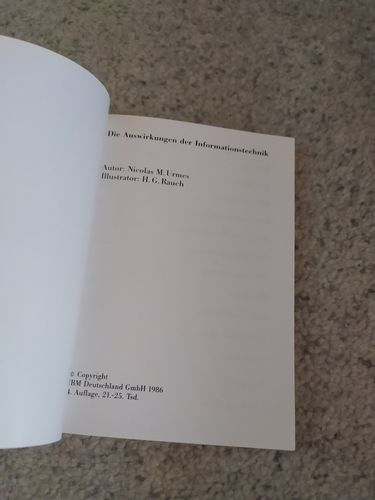 Die Auswirkungen der Informationstechnik
Autor: Nicolas M. Urmes
Illustrator: H. G. Rauch
© Copyright
IBM Deutschland GmbH 1986
4. Auflage, 21.-25. Tsd.